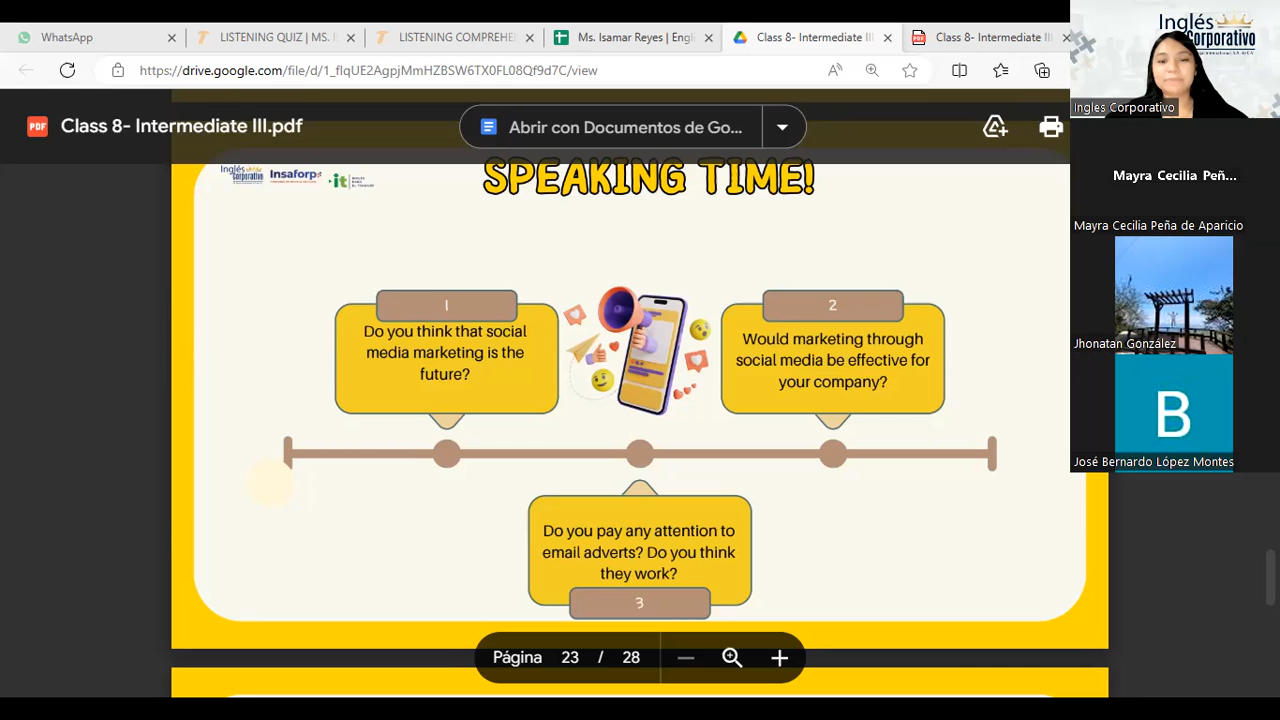 WhatsApp
LISTENING QUIZ | MS. I
LISTENING COMPREHE
Ms. Isamar Reyes | Engl
Class 8- Intermediate III
Class 8- Intermediate III
https://drive.google.com/file/d/1_flqUE2AgpjMmHZBSW6TX0FL08Qf9d7C/view
PDF
Class 8- Intermediate III.pdf
Abrir con Documentos de Go...
Inglés
Corporativo
Insaforp
it
SPEAKING TIME!
1
Do you think that social
media marketing is the
future?
2
Would marketing through
social media be effective for
your company?
Do you pay any attention to
email adverts? Do you think
they work?
3
Página 23 / 28
Inglés
Corporativo
Ingles Corporativo
Mayra Cecilia Peñ...
Mayra Cecilia Peña de Aparicio
Jhonatan González
B
José Bernardo López Montes